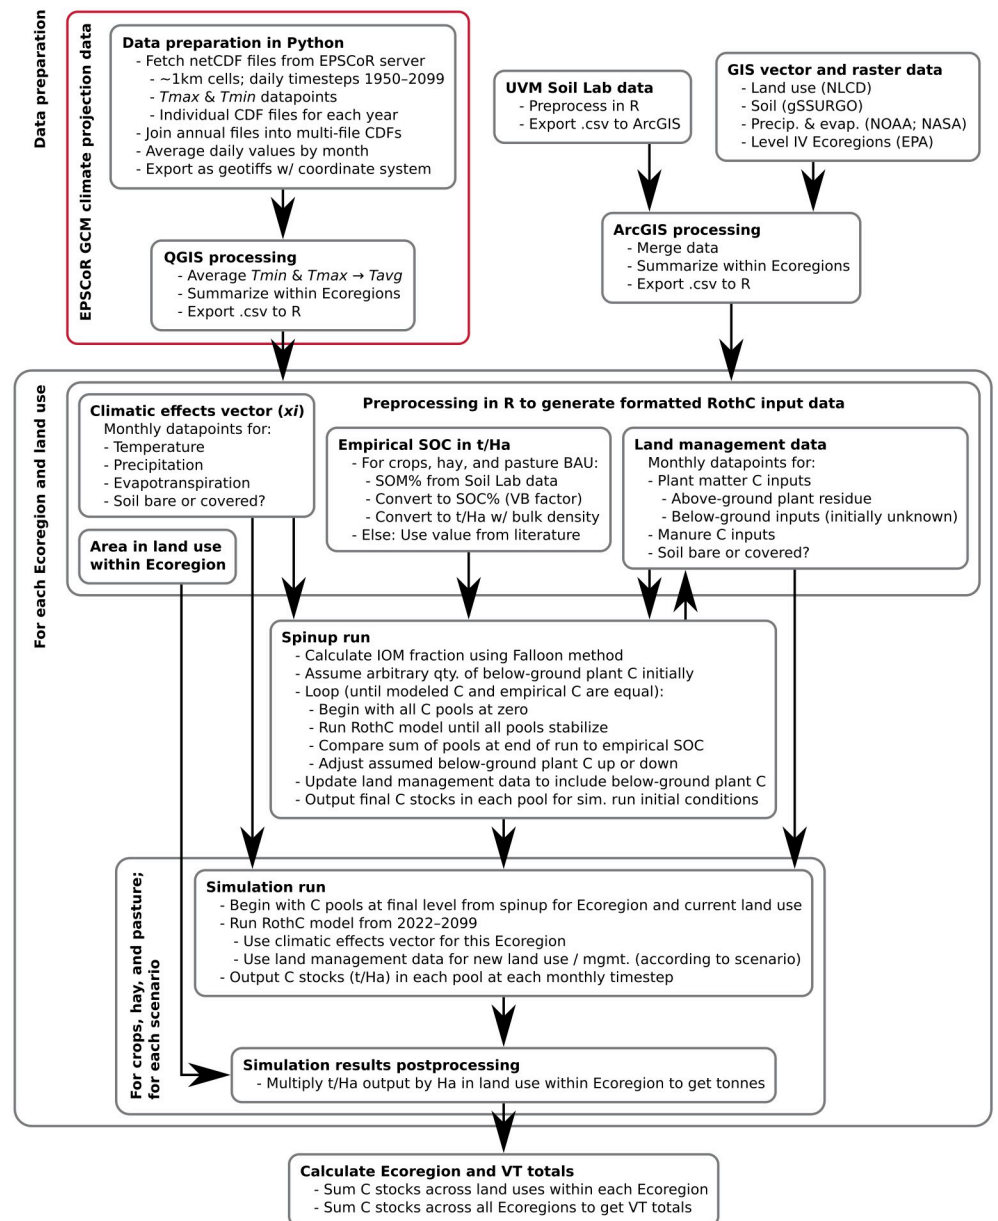 Data preparation
EPSCoR GCM climate projection data
Data preparation in Python
- Fetch netCDF files from EPSCoR server
- ~1km cells; daily timesteps 1950–2099
- Tmax & Tmin datapoints
- Individual CDF files for each year
- Join annual files into multi-file CDFs
- Average daily values by month
- Export as geotiffs w/ coordinate system
QGIS processing
- Average Tmin & Tmax → Tavg
- Summarize within Ecoregions
- Export .csv to R
UVM Soil Lab data
- Preprocess in R
- Export .csv to ArcGIS
GIS vector and raster data
- Land use (NLCD)
- Soil (gSSURGO)
- Precip. & evap. (NOAA; NASA)
- Level IV Ecoregions (EPA)
ArcGIS processing
- Merge data
- Summarize within Ecoregions
- Export .csv to R
For each Ecoregion and land use
Preprocessing in R to generate formatted RothC input data
Climatic effects vector (xi)
Monthly datapoints for:
- Temperature
- Precipitation
- Evapotranspiration
- Soil bare or covered?
Area in land use
within Ecoregion
Empirical SOC in t/Ha
- For crops, hay, and pasture BAU:
- SOM% from Soil Lab data
- Convert to SOC% (VB factor)
- Convert to t/Ha w/ bulk density
- Else: Use value from literature
Land management data
Monthly datapoints for:
- Plant matter C inputs
- Above-ground plant residue
- Below-ground inputs (initially unknown)
- Manure C inputs
- Soil bare or covered?
Spinup run
- Calculate IOM fraction using Falloon method
- Assume arbitrary qty. of below-ground plant C initially
- Loop (until modeled C and empirical C are equal):
- Begin with all C pools at zero
- Run RothC model until all pools stabilize
- Compare sum of pools at end of run to empirical SOC
- Adjust assumed below-ground plant C up or down
- Update land management data to include below-ground plant C
- Output final C stocks in each pool for sim. run initial conditions
For crops, hay, and pasture;
for each scenario
Simulation run
- Begin with C pools at final level from spinup for Ecoregion and current land use
- Run RothC model from 2022–2099
- Use climatic effects vector for this Ecoregion
- Use land management data for new land use / mgmt. (according to scenario)
- Output C stocks (t/Ha) in each pool at each monthly timestep
Simulation results postprocessing
- Multiply t/Ha output by Ha in land use within Ecoregion to get tonnes
Calculate Ecoregion and VT totals
- Sum C stocks across land uses within each Ecoregion
- Sum C stocks across all Ecoregions to get VT totals